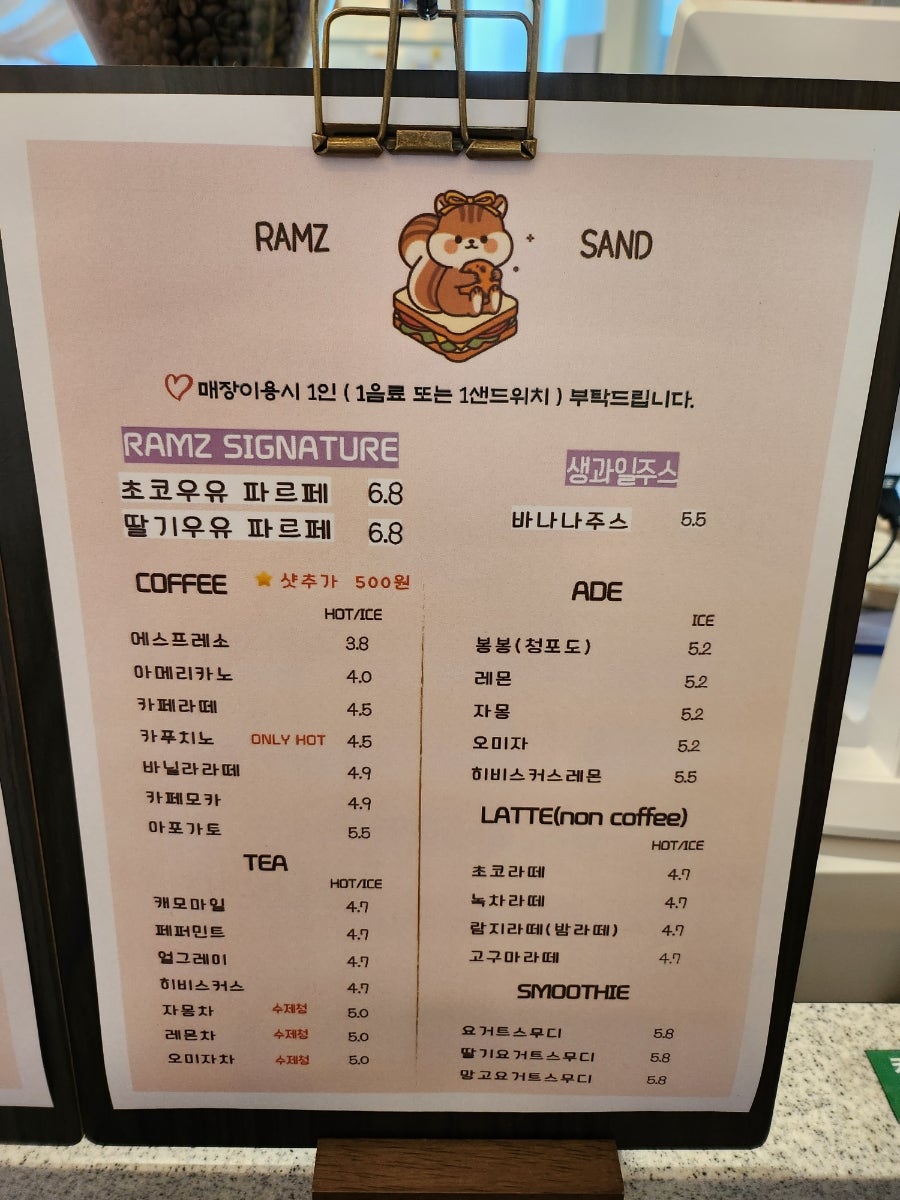 RAMZ SAND
♡ 매장이용시 1인 ( 1음료 또는 1샌드위치 ) 부탁드립니다.
RAMZ SIGNATURE
초코우유 파르페 6.8
딸기우유 파르페 6.8
생과일주스
바나나주스 5.5
COFFEE ⭐ 샷추가 500원
HOT/ICE
에스프레소 3.8
아메리카노 4.0
카페라떼 4.5
카푸치노 ONLY HOT 4.5
바닐라라떼 4.9
카페모카 4.9
아포가토 5.5
TEA
HOT/ICE
캐모마일 4.7
페퍼민트 4.7
얼그레이 4.7
히비스커스 4.7
자몽차 수제청 5.0
레몬차 수제청 5.0
오미자차 수제청 5.0
ADE
ICE
봉봉(청포도) 5.2
레몬 5.2
자몽 5.2
오미자 5.2
히비스커스레몬 5.5
LATTE(non coffee)
HOT/ICE
초코라떼 4.7
녹차라떼 4.7
람지라떼(밤라떼) 4.7
고구마라떼 4.7
SMOOTHIE
요거트스무디 5.8
딸기요거트스무디 5.8
망고요거트스무디 5.8